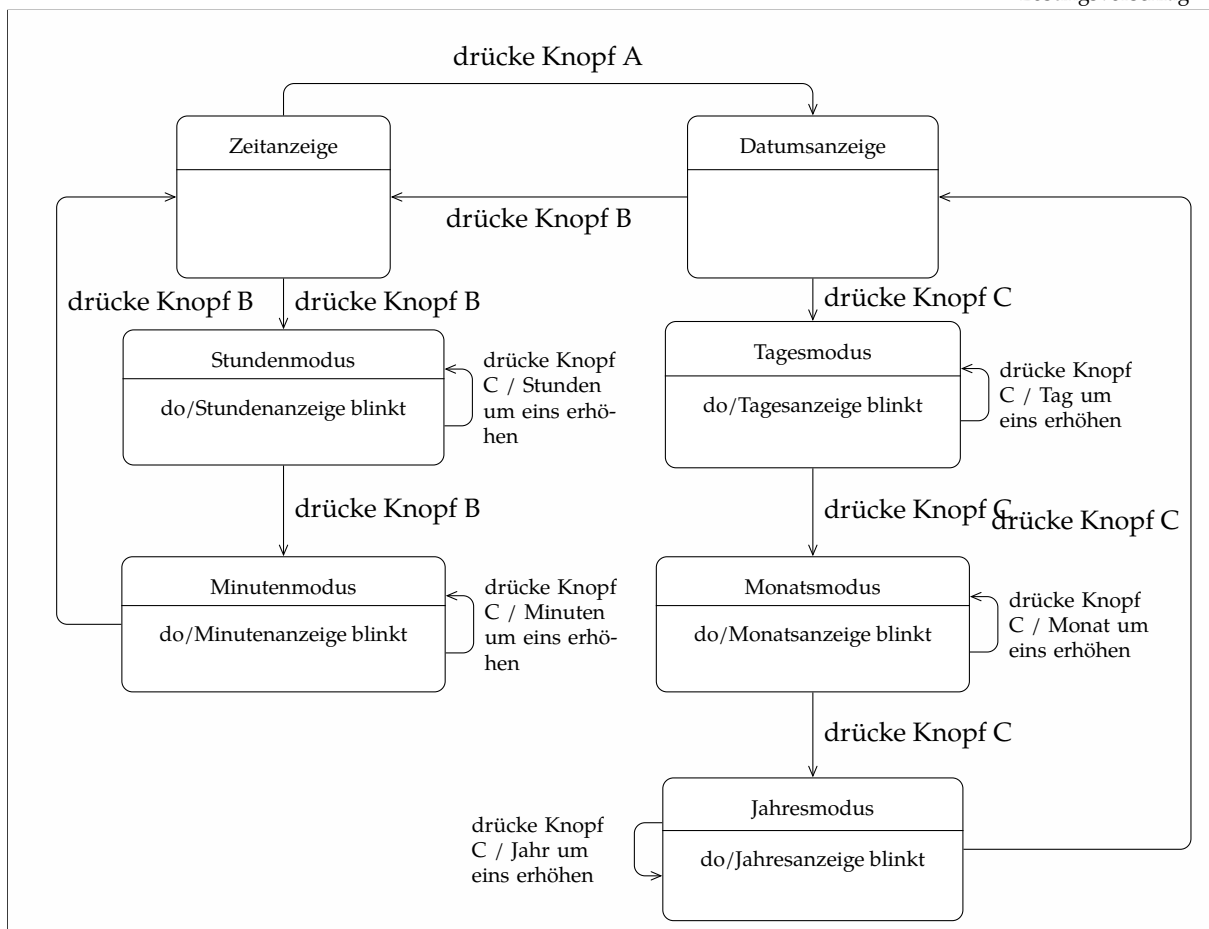 drücke Knopf A
Zeitanzeige
Datumsanzeige
drücke Knopf B
drücke Knopf B
drücke Knopf B
drücke Knopf C
Stundenmodus
do/Stundenanzeige blinkt
drücke Knopf
C / Stunden
um eins erhö-
hen
Tagesmodus
do/Tagesanzeige blinkt
drücke Knopf
C / Tag um
eins erhöhen
drücke Knopf B
drücke Knopf C
drücke Knopf C
Minutenmodus
do/Minutenanzeige blinkt
drücke Knopf
C / Minuten
um eins erhö-
hen
Monatsmodus
do/Monatsanzeige blinkt
drücke Knopf
C / Monat um
eins erhöhen
drücke Knopf C
Jahresmodus
do/Jahresanzeige blinkt
drücke Knopf
C / Jahr um
eins erhöhen